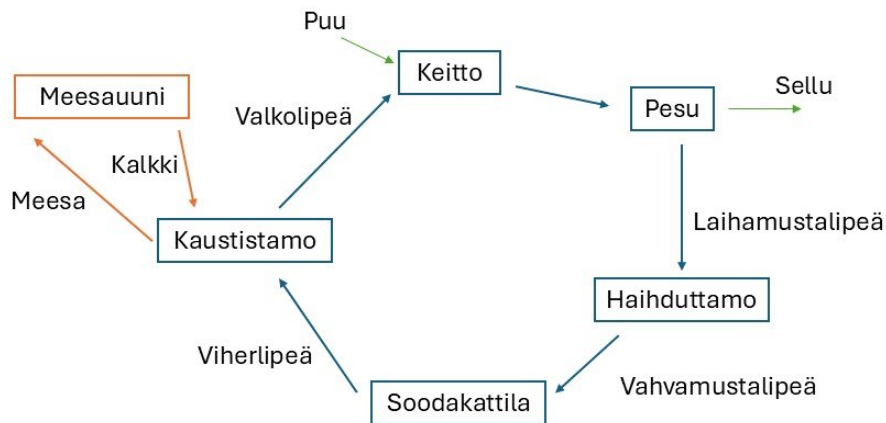 Puu
Keitto
Meesauuni
Sellu
Pesu
Valkolipeä
Kalkki
Meesa
Laihamustalipeä
Kaustistamo
Haihduttamo
Viherlipeä
Vahvamustalipeä
Soodakattila